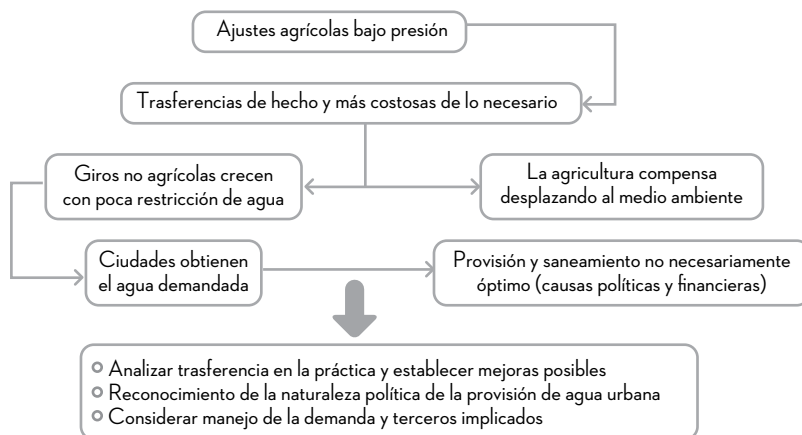 Ajustes agrícolas bajo presión
Trasferencias de hecho y más costosas de lo necesario
Giros no agrícolas crecen
con poca restricción de agua
La agricultura compensa
desplazando al medio ambiente
Ciudades obtienen
el agua demandada
Provisión y saneamiento no necesariamente
óptimo (causas políticas y financieras)
Analizar trasferencia en la práctica y establecer mejoras posibles
Reconocimiento de la naturaleza política de la provisión de agua urbana
Considerar manejo de la demanda y terceros implicados